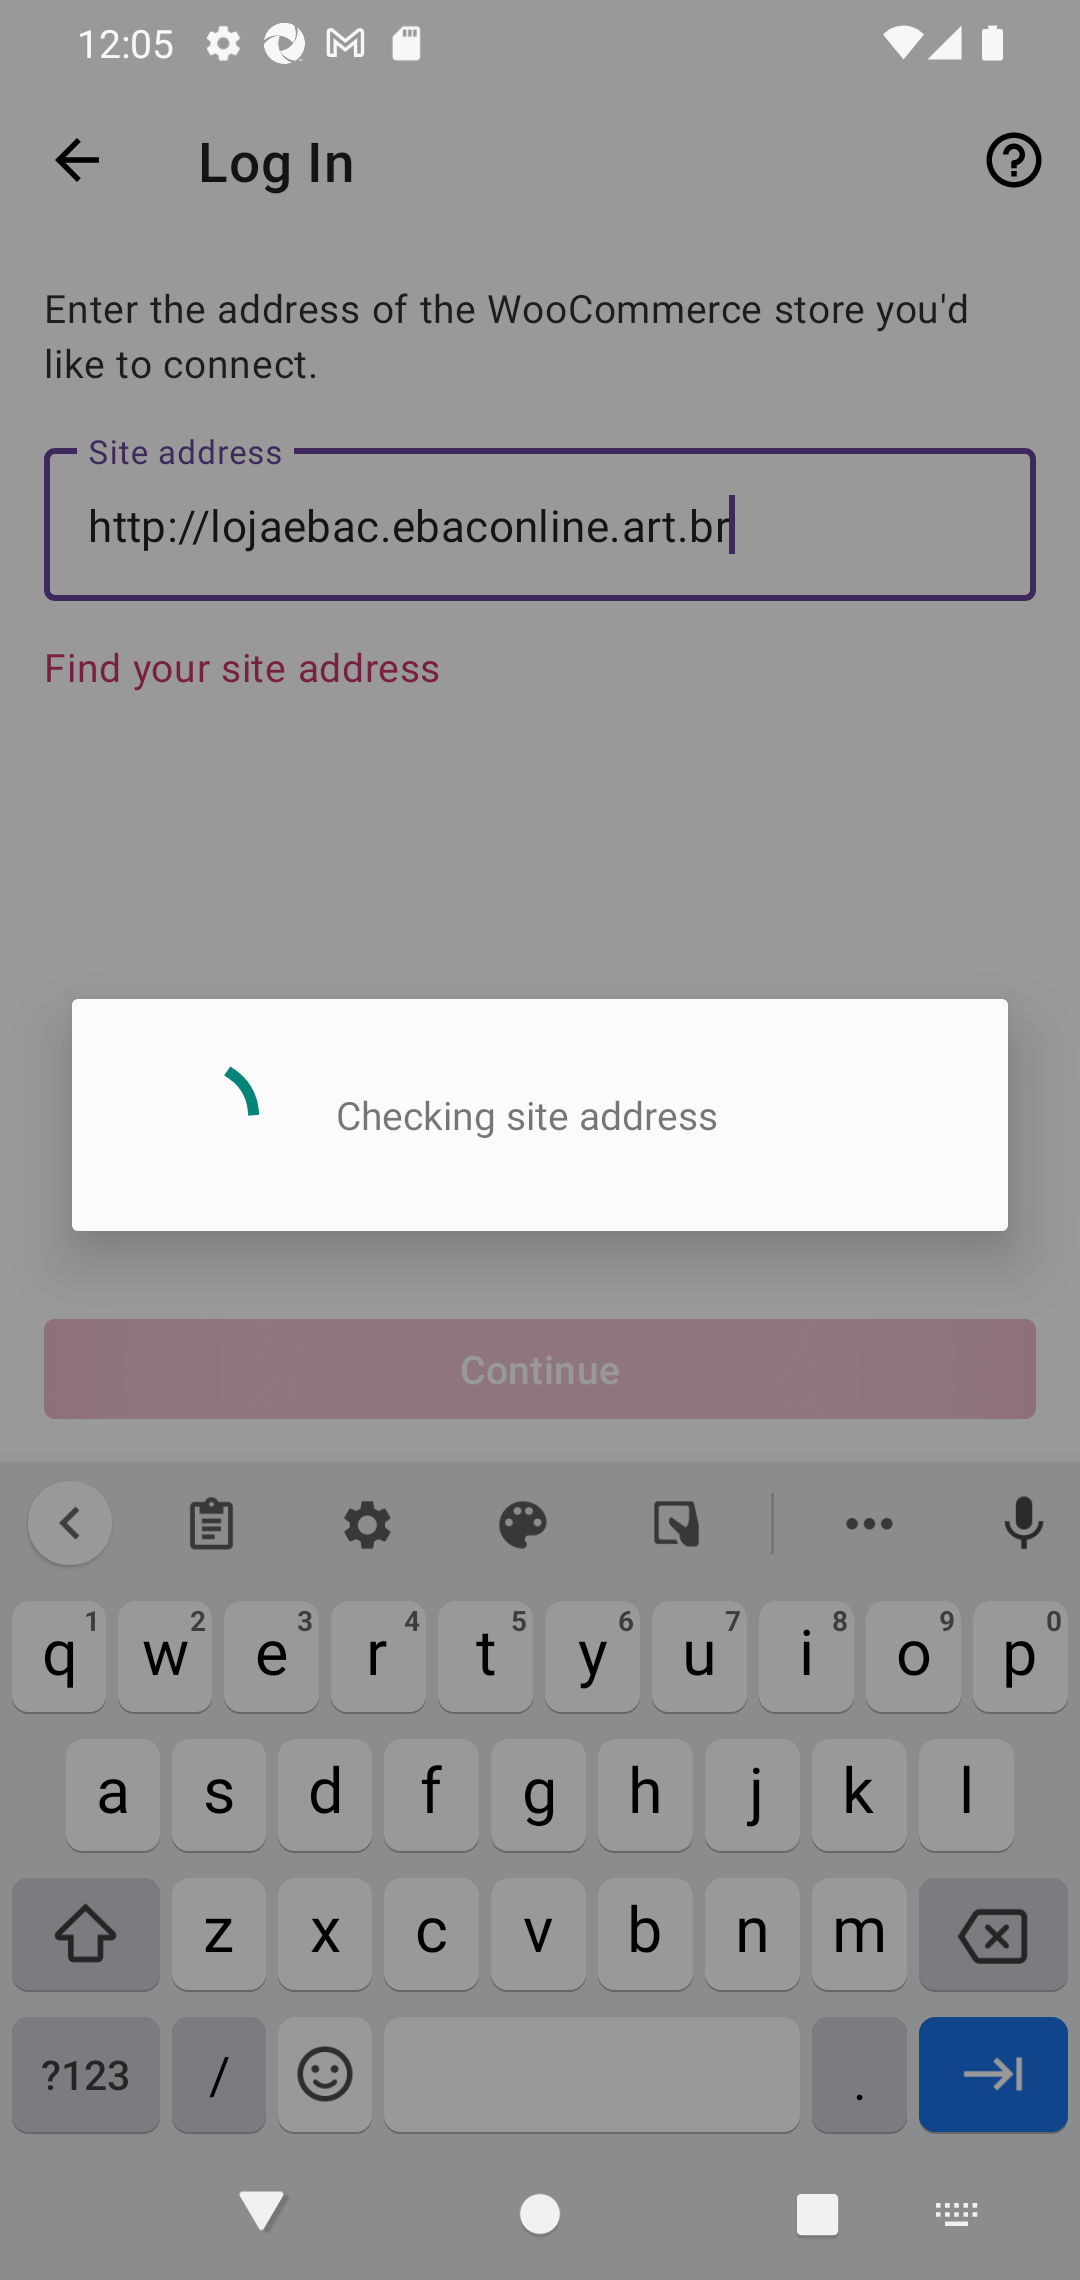 12:05
Log In
Enter the address of the WooCommerce store you'd
like to connect.
Site address
http://lojaebac.ebaconline.art.br
Find your site address
Checking site address
Continue
1 2 3 4 5 6 7 8 9 0
q w e r t y u i o p
a s d f g h j k l
z x c v b n m
?123 / .